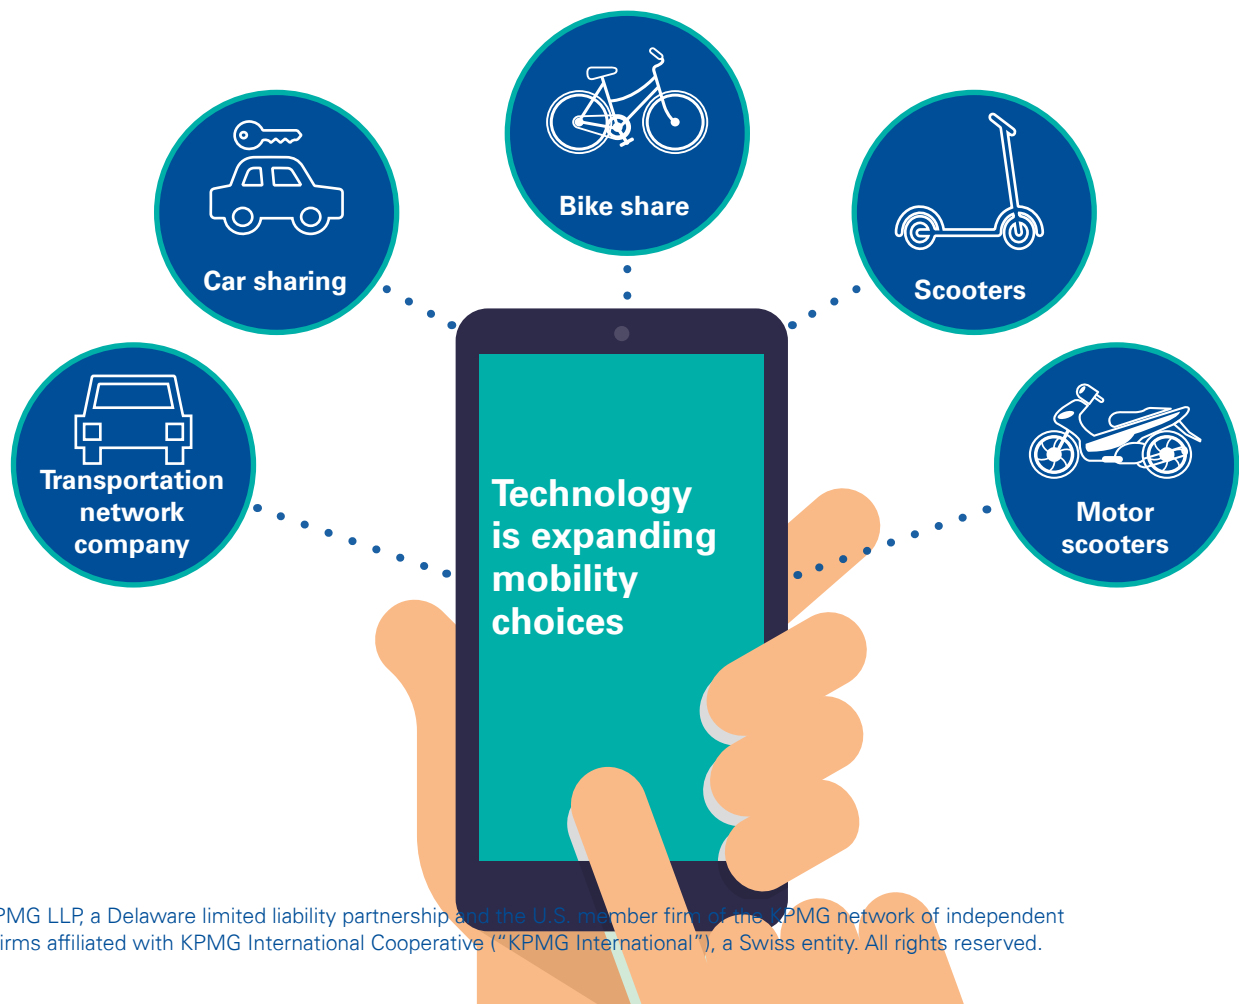 Bike share
Car sharing
Scooters
Transportation
network
company
Motor
scooters
Technology
is expanding
mobility
choices
PMG LLP, a Delaware limited liability partnership and the U.S. member firm of the KPMG network of independent
firms affiliated with KPMG International Cooperative (“KPMG International”), a Swiss entity. All rights reserved.